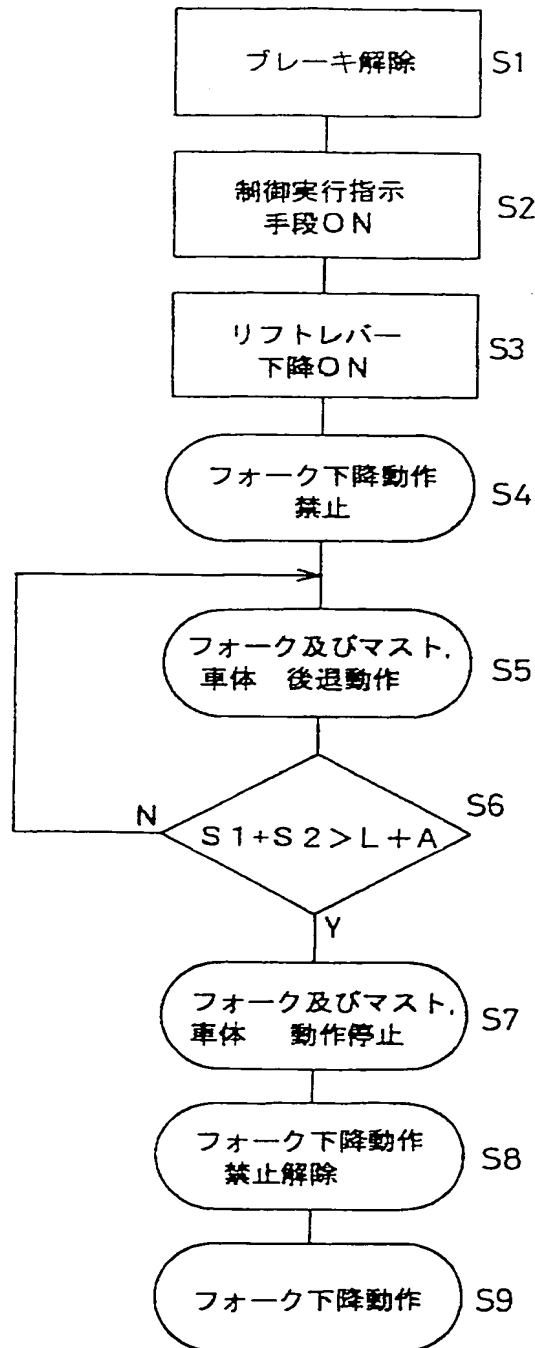 ブレーキ解除 S1
制御実行指示
手段ON S2
リフトレバー
下降ON S3
フォーク下降動作
禁止 S4
フォーク及びマスト.
車体 後退動作 S5
S6
N
S1+S2>L+A
Y
フォーク及びマスト.
車体 動作停止 S7
フォーク下降動作
禁止解除 S8
フォーク下降動作 S9